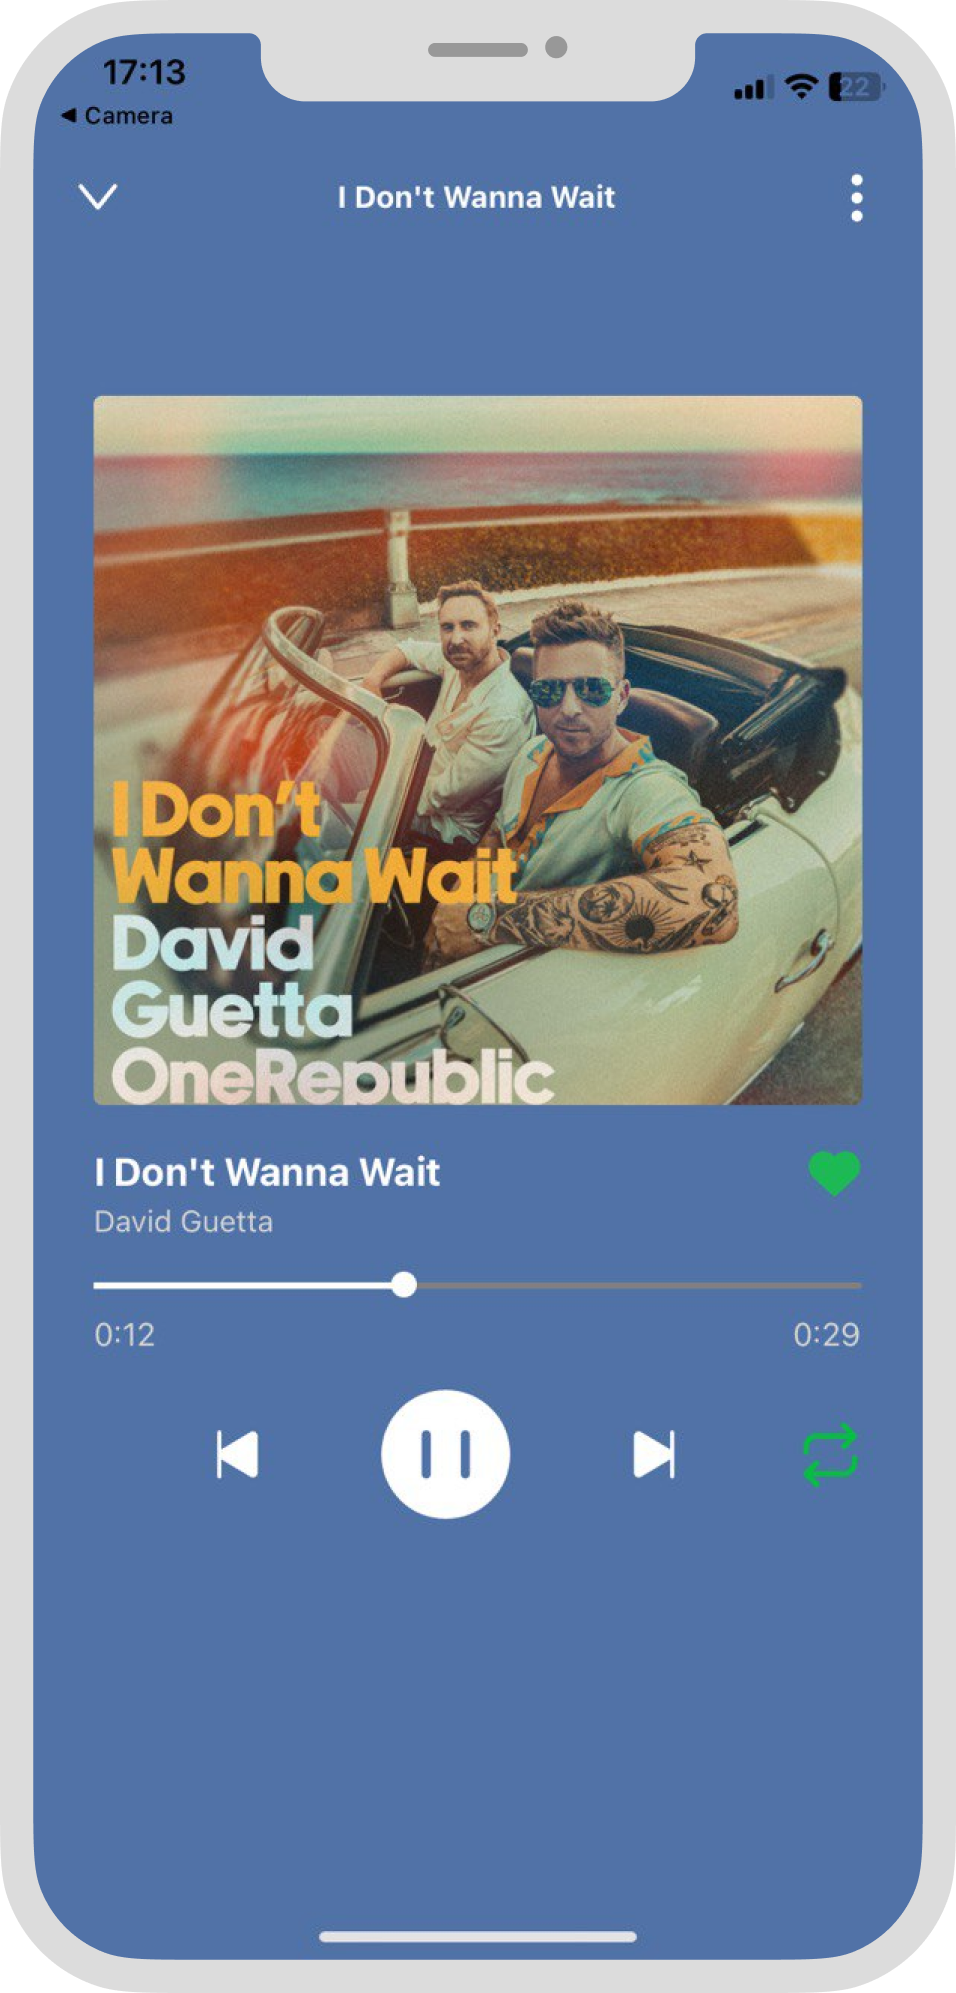 17:13
22
◀ Camera
I Don't Wanna Wait
I Don't
Wanna Wait
David
Guetta
OneRepublic
I Don't Wanna Wait
David Guetta
0:12
0:29